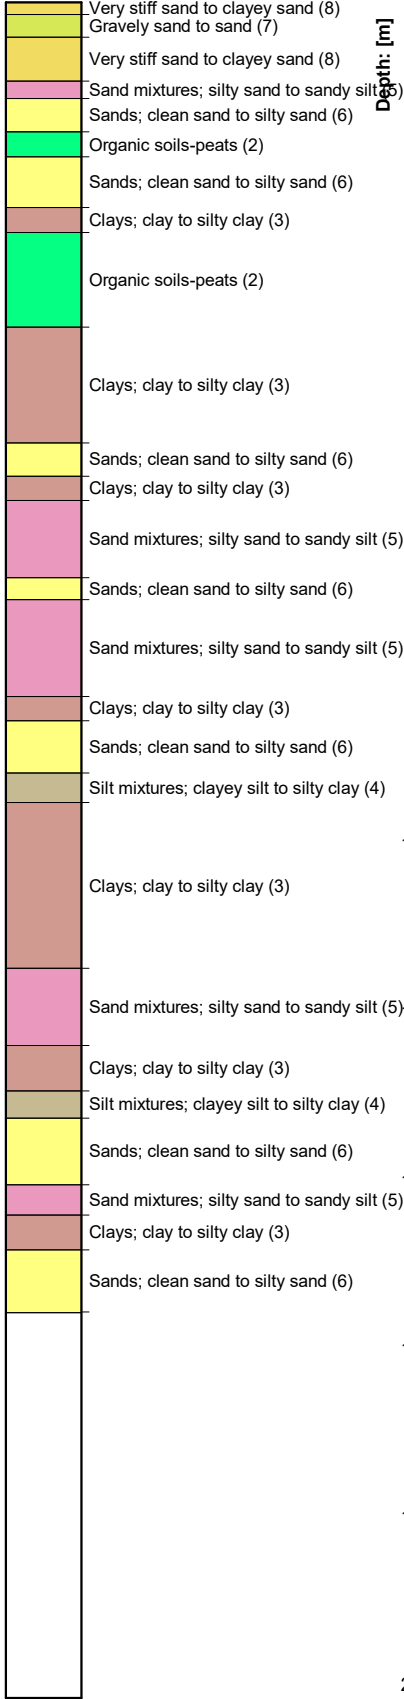 Very stiff sand to clayey sand (8)
Gravely sand to sand (7)
Very stiff sand to clayey sand (8)
Depth: [m]
Sand mixtures; silty sand to sandy silt (5)
Sands; clean sand to silty sand (6)
Organic soils-peats (2)
Sands; clean sand to silty sand (6)
Clays; clay to silty clay (3)
Organic soils-peats (2)
Clays; clay to silty clay (3)
Sands; clean sand to silty sand (6)
Clays; clay to silty clay (3)
Sand mixtures; silty sand to sandy silt (5)
Sands; clean sand to silty sand (6)
Sand mixtures; silty sand to sandy silt (5)
Clays; clay to silty clay (3)
Sands; clean sand to silty sand (6)
Silt mixtures; clayey silt to silty clay (4)
Clays; clay to silty clay (3)
Sand mixtures; silty sand to sandy silt (5)
Clays; clay to silty clay (3)
Silt mixtures; clayey silt to silty clay (4)
Sands; clean sand to silty sand (6)
Sand mixtures; silty sand to sandy silt (5)
Clays; clay to silty clay (3)
Sands; clean sand to silty sand (6)